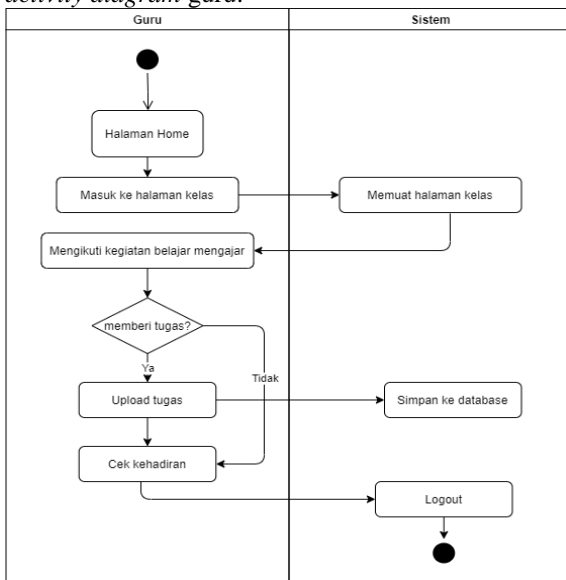 activity diagram guru.
Guru
Sistem
Halaman Home
Masuk ke halaman kelas
Memuat halaman kelas
Mengikuti kegiatan belajar mengajar
memberi tugas?
Ya
Tidak
Upload tugas
Simpan ke database
Cek kehadiran
Logout